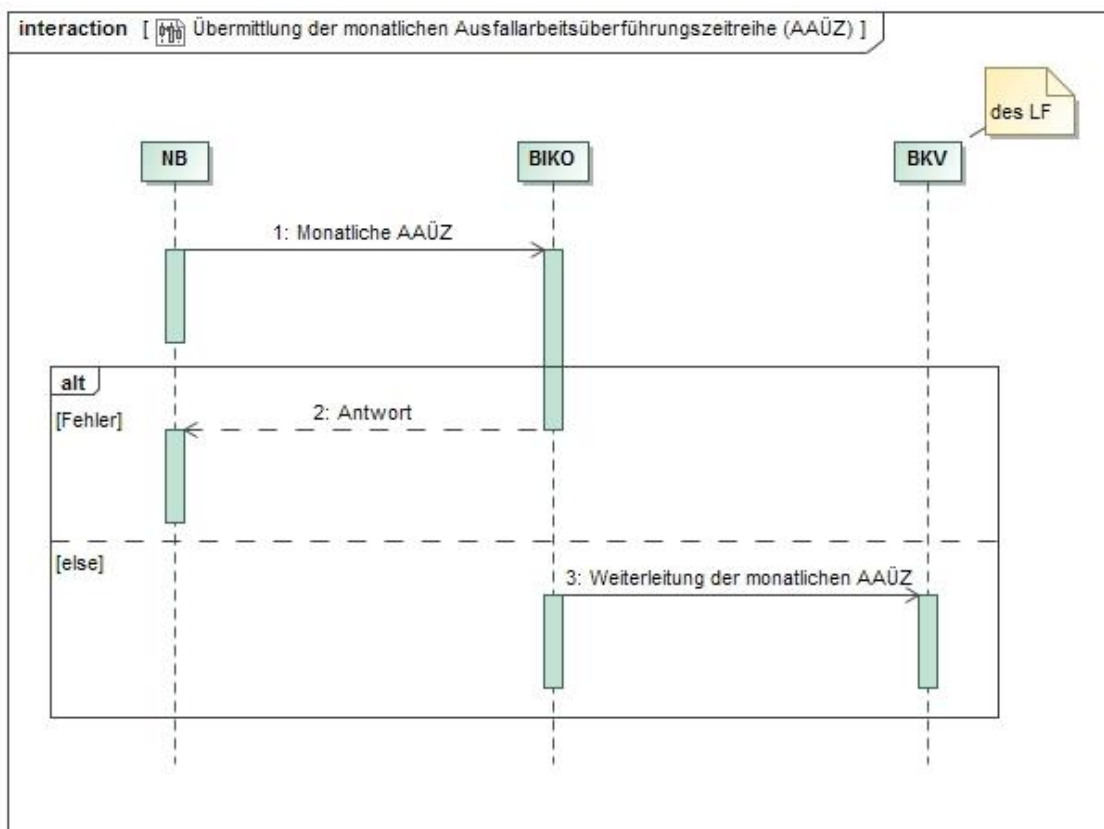 interaction [ Übermittlung der monatlichen Ausfallarbeitsüberführungszeitreihe (AAÜZ) ]
des LF
NB
BIKO
BKV
1: Monatliche AAÜZ
alt
[Fehler]
2: Antwort
[else]
3: Weiterleitung der monatlichen AAÜZ